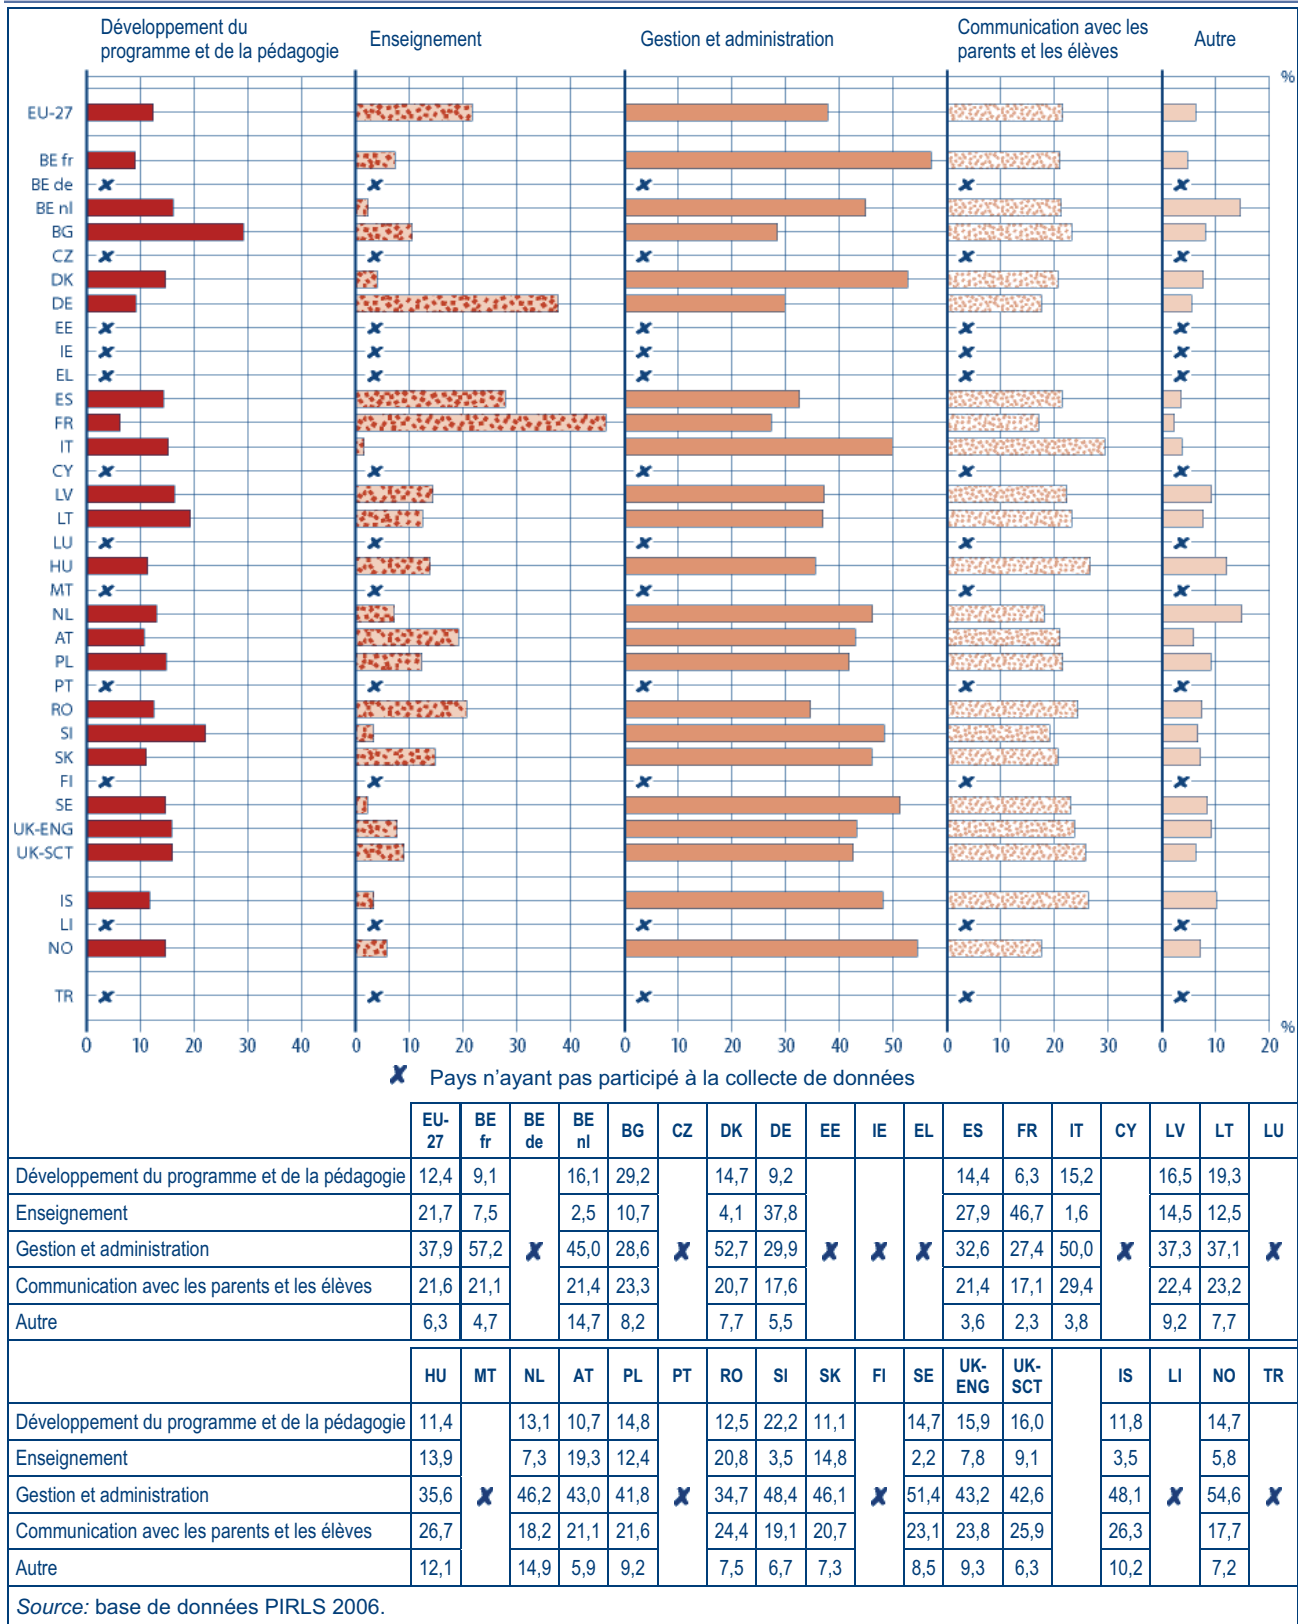 Développement du
programme et de la pédagogie
Enseignement
Gestion et administration
Communication avec les
parents et les élèves
Autre
%
EU-27
BE fr
BE de
BE nl
BG
CZ
DK
DE
EE
IE
EL
ES
FR
IT
CY
LV
LT
LU
HU
MT
NL
AT
PL
PT
RO
SI
SK
FI
SE
UK-ENG
UK-SCT
IS
LI
NO
TR
%
0 10 20 30 40 0 10 20 30 40 0 10 20 30 40 50 0 10 20 30 0 10 20
✘ Pays n'ayant pas participé à la collecte de données
EU-27 BE fr BE de BE nl BG CZ DK DE EE IE EL ES FR IT CY LV LT LU
Développement du programme et de la pédagogie 12,4 9,1 16,1 29,2 14,7 9,2 14,4 6,3 15,2 16,5 19,3
Enseignement 21,7 7,5 2,5 10,7 4,1 37,8 27,9 46,7 1,6 14,5 12,5
Gestion et administration 37,9 57,2 ✘ 45,0 28,6 ✘ 52,7 29,9 ✘ ✘ ✘ 32,6 27,4 50,0 ✘ 37,3 37,1 ✘
Communication avec les parents et les élèves 21,6 21,1 21,4 23,3 20,7 17,6 21,4 17,1 29,4 22,4 23,2
Autre 6,3 4,7 14,7 8,2 7,7 5,5 3,6 2,3 3,8 9,2 7,7
HU MT NL AT PL PT RO SI SK FI SE UK-ENG UK-SCT IS LI NO TR
Développement du programme et de la pédagogie 11,4 13,1 10,7 14,8 12,5 22,2 11,1 14,7 15,9 16,0 11,8 14,7
Enseignement 13,9 7,3 19,3 12,4 20,8 3,5 14,8 2,2 7,8 9,1 3,5 5,8
Gestion et administration 35,6 ✘ 46,2 43,0 41,8 ✘ 34,7 48,4 46,1 ✘ 51,4 43,2 42,6 48,1 ✘ 54,6 ✘
Communication avec les parents et les élèves 26,7 18,2 21,1 21,6 24,4 19,1 20,7 23,1 23,8 25,9 26,3 17,7
Autre 12,1 14,9 5,9 9,2 7,5 6,7 7,3 8,5 9,3 6,3 10,2 7,2
Source: base de données PIRLS 2006.